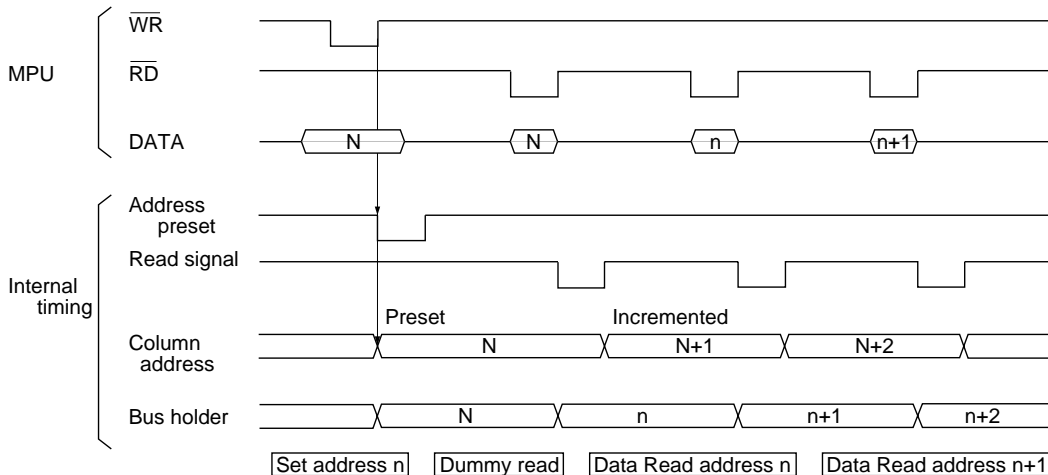 WR
MPU
RD
DATA N N n n+1
Address
preset
Read signal
Internal
timing
Preset Incremented
Column
address
N N+1 N+2
Bus holder N n n+1 n+2
Set address n Dummy read Data Read address n Data Read address n+1